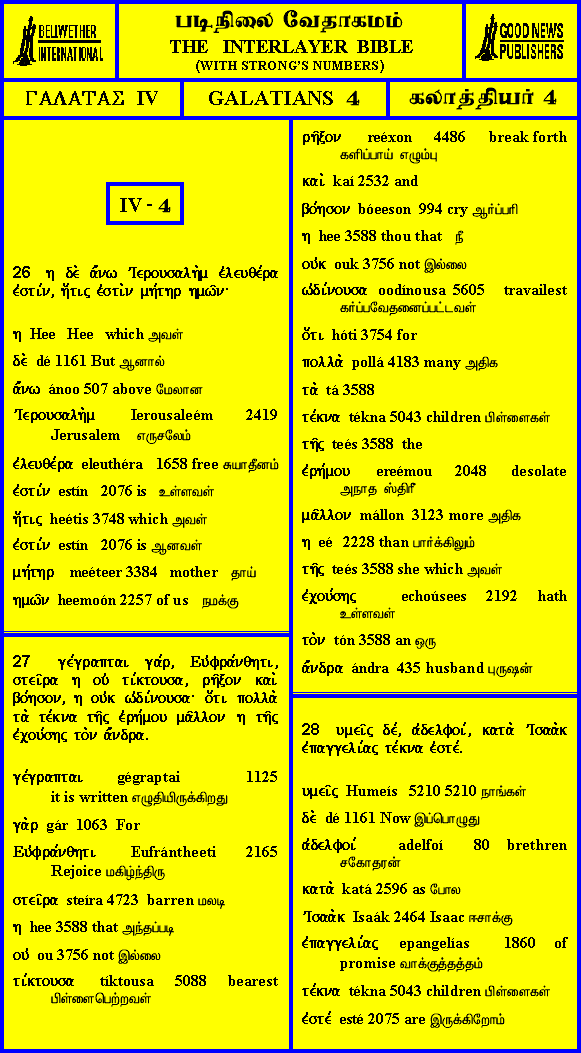 BELLWETHER
INTERNATIONAL
படிநிலை வேதாகமம்
THE INTERLAYER BIBLE
(WITH STRONG'S NUMBERS)
GOOD NEWS
PUBLISHERS
ΓΑΛΑΤΑΣ IV
GALATIANS 4
கலாத்தியர் 4
IV - 4
26 η δὲ ἄνω Ἰερουσαλὴμ ἐλευθέρα
ἐστίν, ἥτις ἐστὶν μήτηρ ημῶν·
η Hee Hee which அவள்
δὲ dé 1161 But ஆனால்
ἄνω ánoo 507 above மேலான
Ἰερουσαλὴμ Ierousaleém 2419
Jerusalem எருசலேம்
ἐλευθέρα eleuthéra 1658 free சுயாதீனம்
ἐστίν estín 2076 is உள்ளவள்
ἥτις heétis 3748 which அவள்
ἐστίν estín 2076 is ஆனவள்
μήτηρ meéteer 3384 mother தாய்
ημῶν heemoón 2257 of us நமக்கு
27 γέγραπται γάρ, Εὐφράνθητι,
στεῖρα η οὐ τίκτουσα, ρῆξον καὶ
βόησον, η οὐκ ὠδίνουσα· ὅτι πολλὰ
τὰ τέκνα τῆς ἐρήμου μᾶλλον η τῆς
ἐχούσης τὸν ἄνδρα.
γέγραπται gégraptai 1125
it is written எழுதியிருக்கிறது
γὰρ gár 1063 For
Εὐφράνθητι Eufrántheeti 2165
Rejoice மகிழ்ந்திரு
στεῖρα steíra 4723 barren மலடி
η hee 3588 that அந்தப்படி
οὐ ou 3756 not இல்லை
τίκτουσα tíktousa 5088 bearest
பிள்ளைபெற்றவள்
ρῆξον reéxon 4486 break forth
களிப்பாய் எழும்பு
καὶ kaí 2532 and
βόησον bóeeson 994 cry ஆர்ப்பரி
η hee 3588 thou that நீ
οὐκ ouk 3756 not இல்லை
ὠδίνουσα oodínousa 5605 travailest
கர்ப்பவேதனைப்பட்டவள்
ὅτι hóti 3754 for
πολλὰ pollá 4183 many அதிக
τὰ tá 3588
τέκνα tékna 5043 children பிள்ளைகள்
τῆς teés 3588 the
ἐρήμου ereémou 2048 desolate
அநாத ஸ்திரீ
μᾶλλον mállon 3123 more அதிக
η eé 2228 than பார்க்கிலும்
τῆς teés 3588 she which அவள்
ἐχούσης echoúsees 2192 hath
உள்ளவள்
τὸν tón 3588 an ஒரு
ἄνδρα ándra 435 husband புருஷன்
28 υμεῖς δέ, ἀδελφοί, κατὰ Ἰσαὰκ
ἐπαγγελίας τέκνα ἐστέ.
υμεῖς Humeís 5210 5210 நாங்கள்
δὲ dé 1161 Now இப்பொழுது
ἀδελφοί adelfoí 80 brethren
சகோதரன்
κατὰ katá 2596 as போல
Ἰσαὰκ Isaák 2464 Isaac ஈசாக்கு
ἐπαγγελίας epangelías 1860 of
promise வாக்குத்தத்தம்
τέκνα tékna 5043 children பிள்ளைகள்
ἐστέ esté 2075 are இருக்கிறோம்